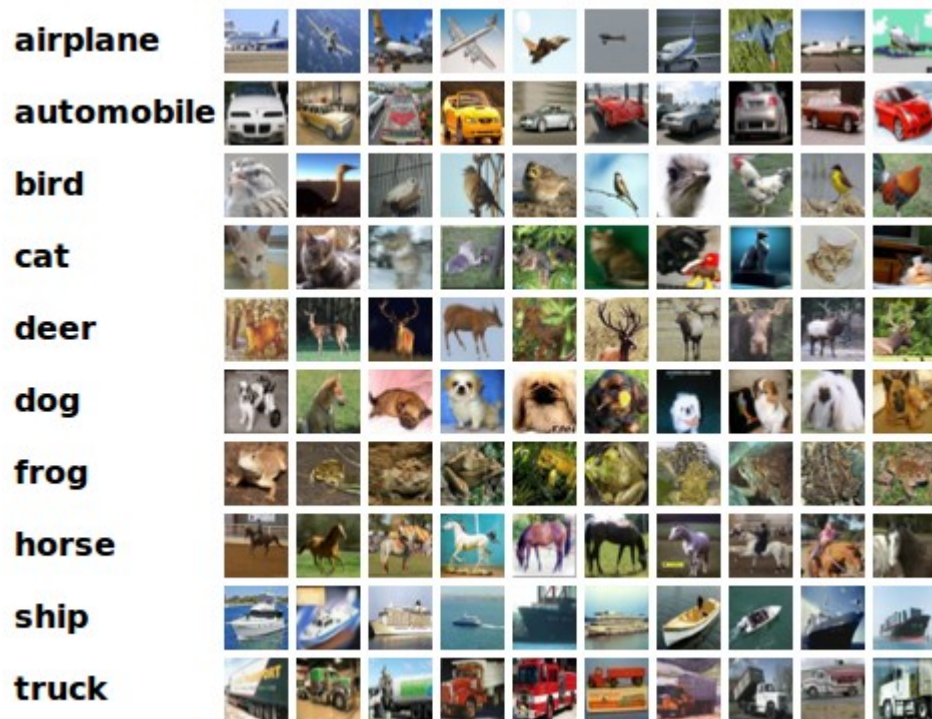 airplane
automobile
bird
cat
deer
dog
frog
horse
ship
truck